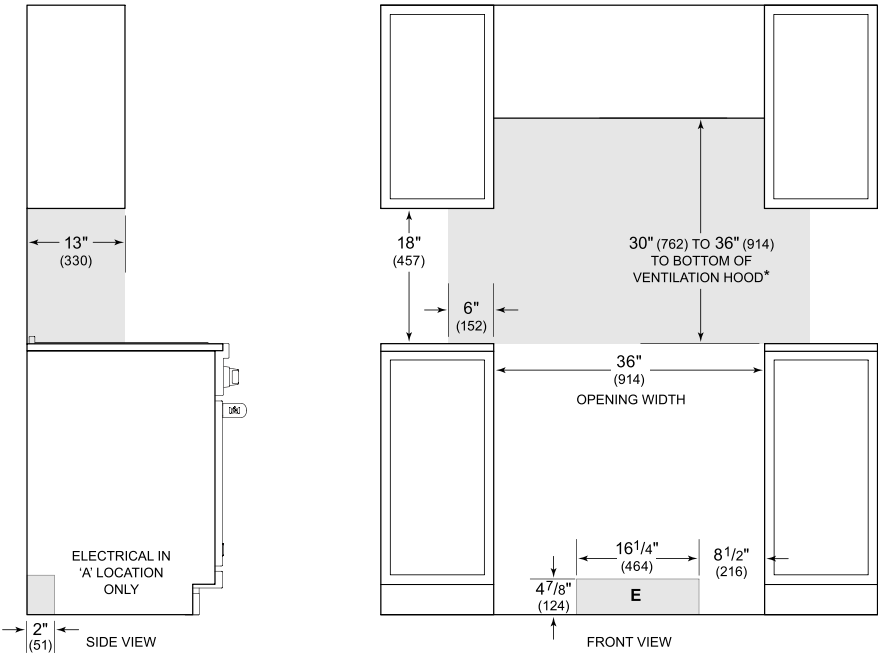 13"
(330)
18"
(457)
30" (762) TO 36" (914)
TO BOTTOM OF
VENTILATION HOOD*
6"
(152)
36"
(914)
OPENING WIDTH
ELECTRICAL IN
‘A’ LOCATION
ONLY
16 1/4"
(464)
8 1/2"
(216)
4 7/8"
(124)
E
2"
(51)
SIDE VIEW
FRONT VIEW